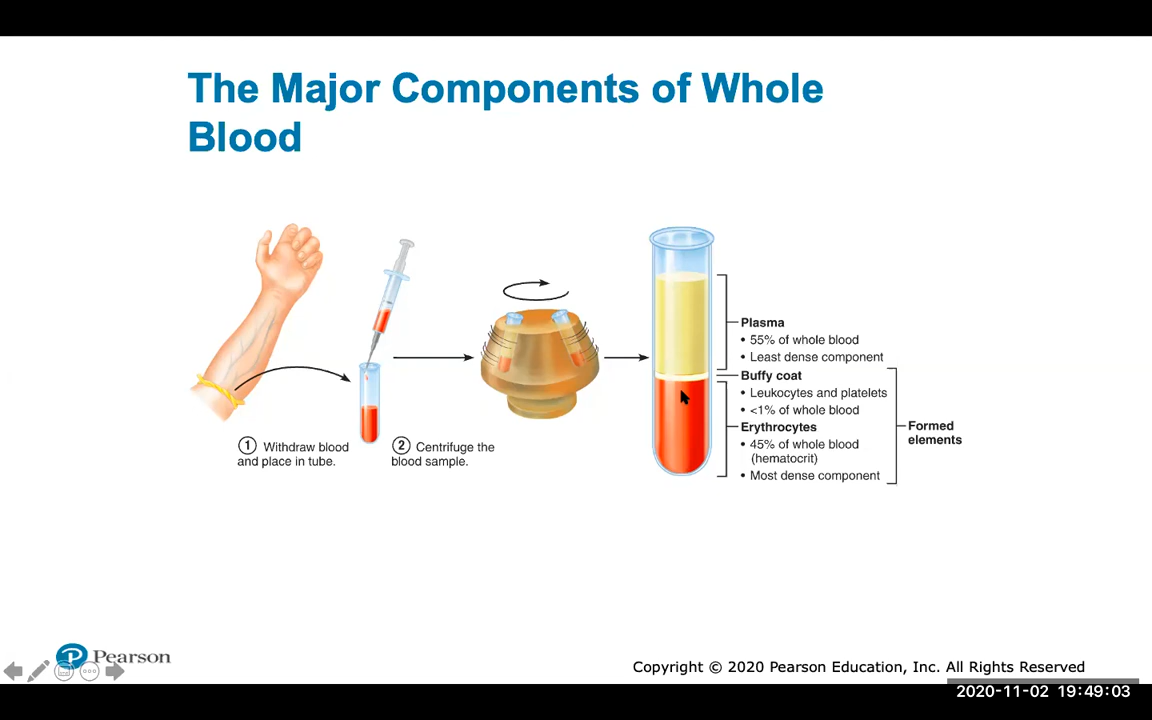 The Major Components of Whole
Blood
1 Withdraw blood
and place in tube.
2 Centrifuge the
blood sample.
Plasma
• 55% of whole blood
• Least dense component
Buffy coat
• Leukocytes and platelets
• <1% of whole blood
Erythrocytes
• 45% of whole blood
(hematocrit)
• Most dense component
Formed
elements
Pearson
Copyright © 2020 Pearson Education, Inc. All Rights Reserved
2020-11-02 19:49:03